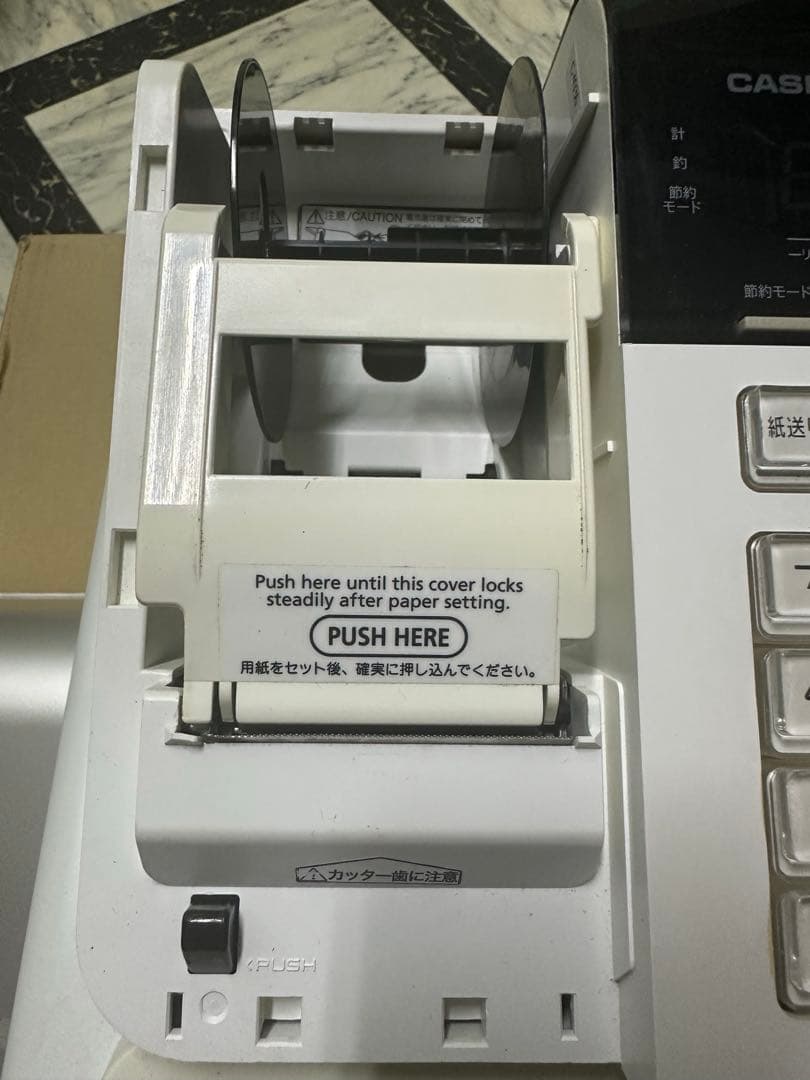 CAS
計
釣
節約
モード
節約モード
紙送り
注意/CAUTION
Push here until this cover locks
steadily after paper setting.
PUSH HERE
用紙をセット後、確実に押し込んでください。
カッター歯に注意
PUSH